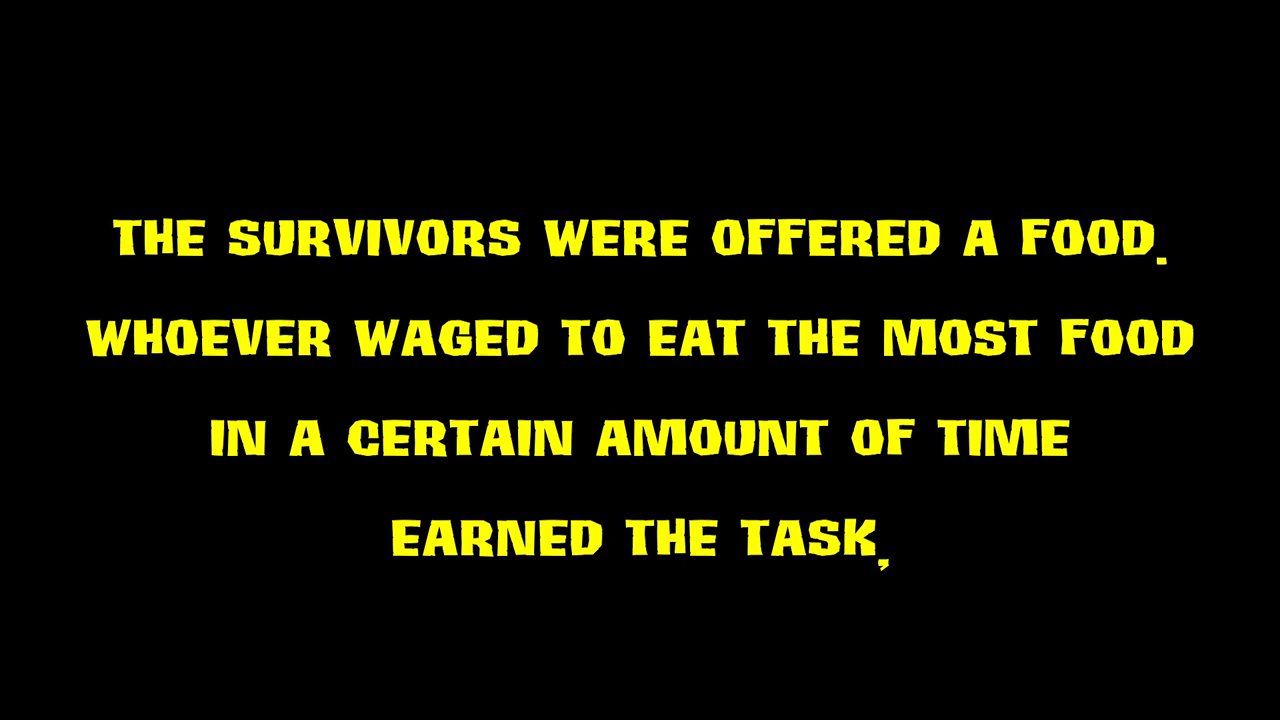 THE SURVIVORS WERE OFFERED A FOOD.
WHOEVER WAGED TO EAT THE MOST FOOD
IN A CERTAIN AMOUNT OF TIME
EARNED THE TASK,